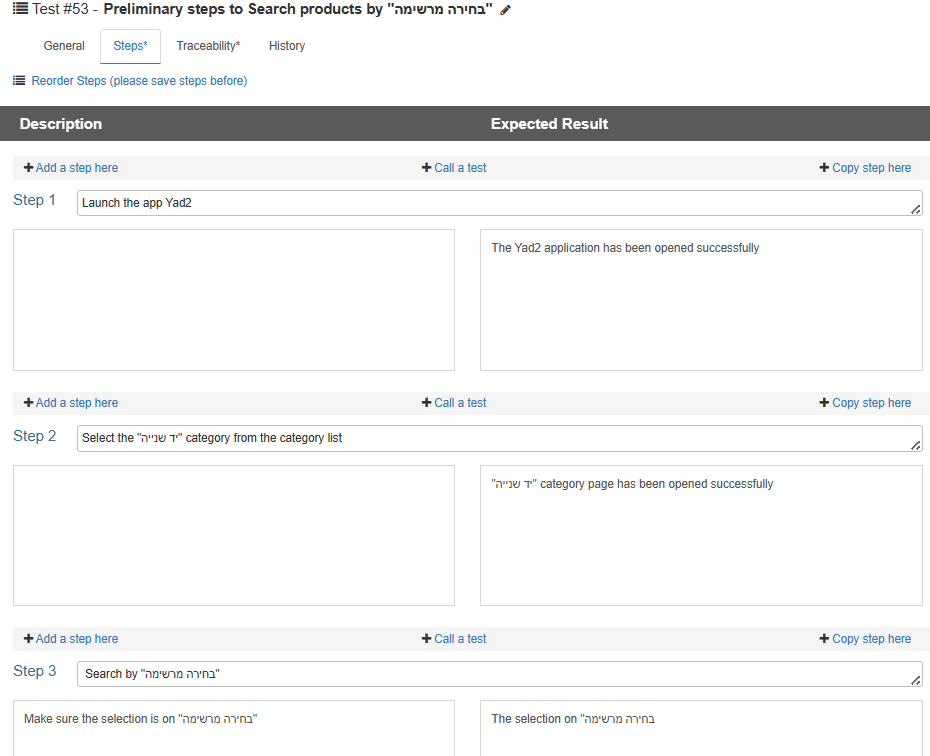 Test #53 - Preliminary steps to Search products by "בחירה מרשימה"
General Steps* Traceability* History
Reorder Steps (please save steps before)
Description Expected Result
Add a step here Call a test Copy step here
Step 1 Launch the app Yad2
The Yad2 application has been opened successfully
Add a step here Call a test Copy step here
Step 2 Select the "יד שנייה" category from the category list
"יד שנייה" category page has been opened successfully
Add a step here Call a test Copy step here
Step 3 Search by "בחירה מרשימה"
Make sure the selection is on "בחירה מרשימה" The selection on "בחירה מרשימה